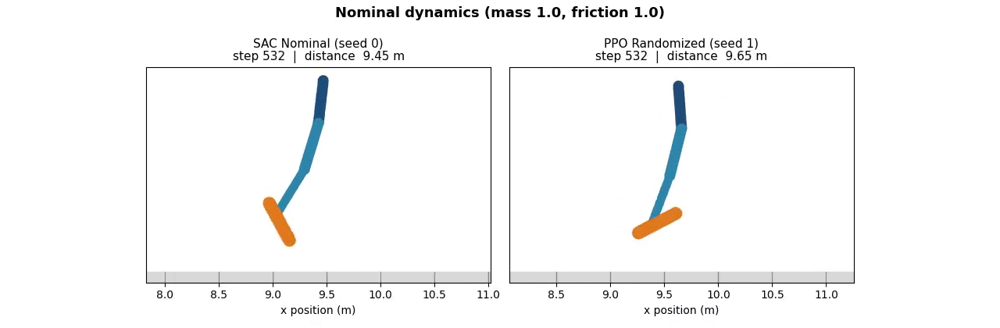 Nominal dynamics (mass 1.0, friction 1.0)
SAC Nominal (seed 0)
step 532 | distance 9.45 m
PPO Randomized (seed 1)
step 532 | distance 9.65 m
8.0 8.5 9.0 9.5 10.0 10.5 11.0
x position (m)
8.5 9.0 9.5 10.0 10.5 11.0
x position (m)